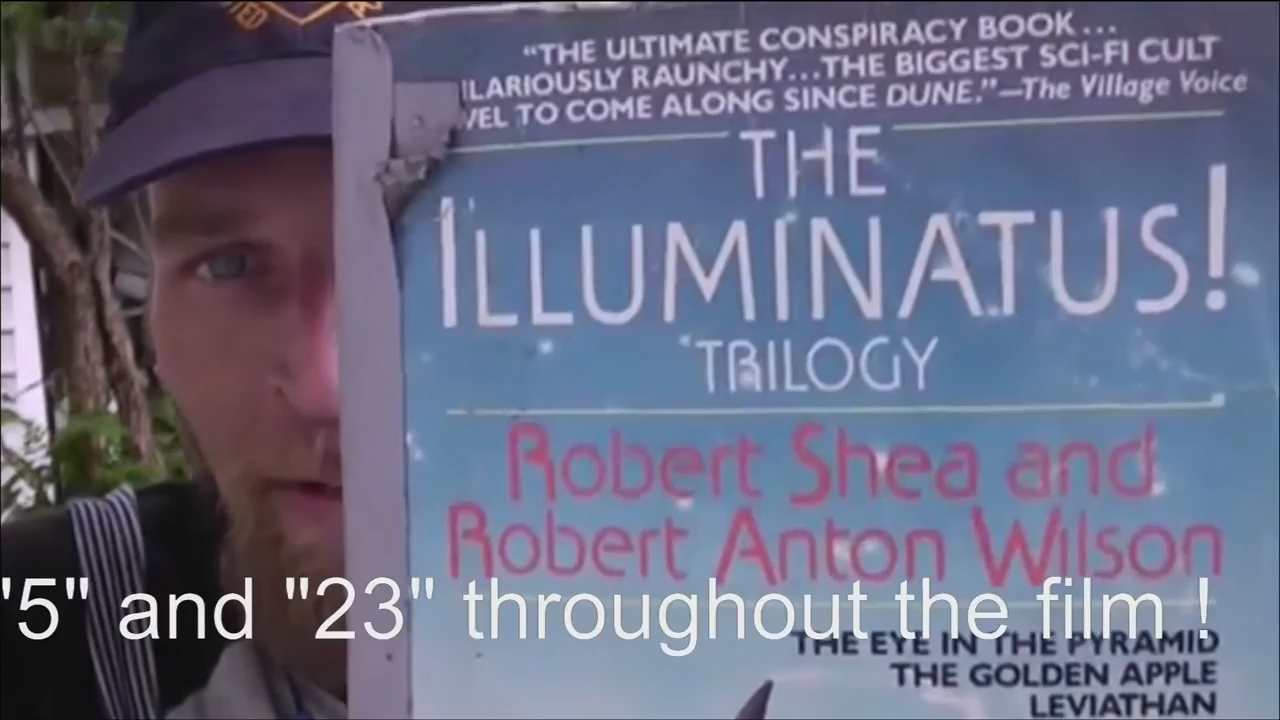 TED
"THE ULTIMATE CONSPIRACY BOOK...
ILARIOUSLY RAUNCHY...THE BIGGEST SCI-FI CULT
VEL TO COME ALONG SINCE DUNE."—The Village Voice
THE
ILLUMINATUS!
TRILOGY
Robert Shea and
Robert Anton Wilson
"5" and "23" throughout the film !
THE EYE IN THE PYRAMID
THE GOLDEN APPLE
LEVIATHAN